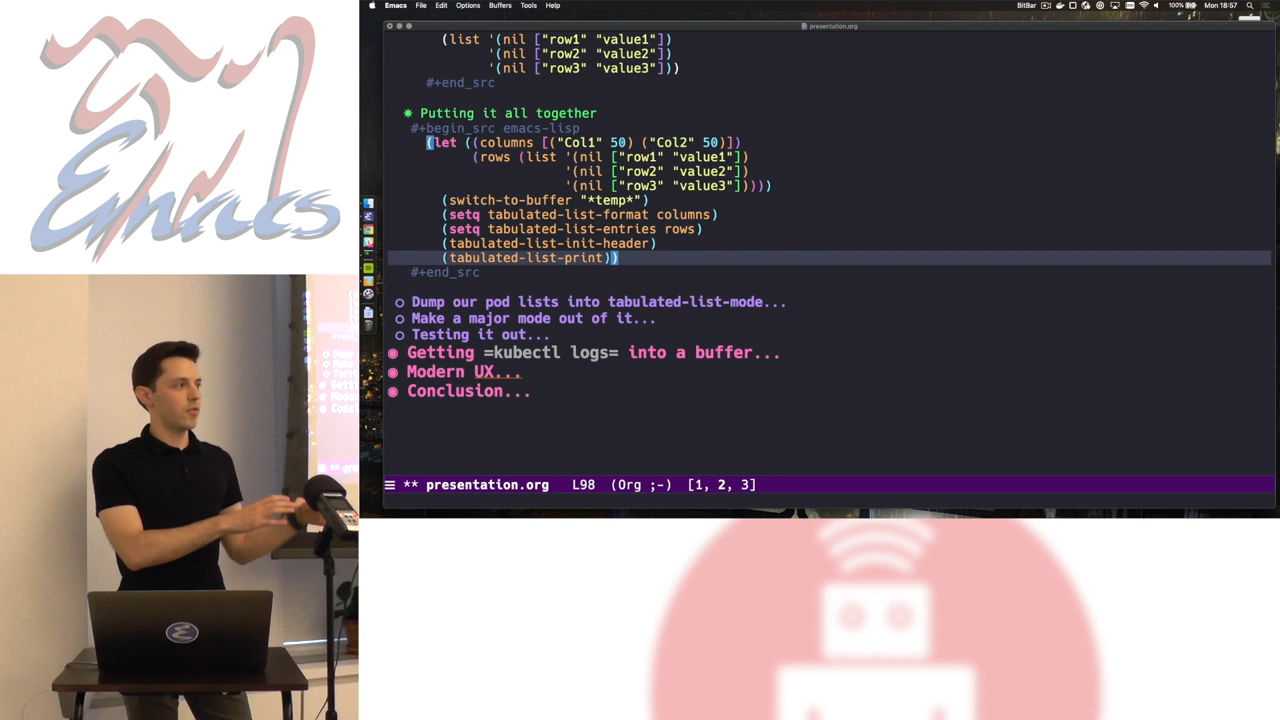 Emacs
Emacs File Edit Options Buffers Tools Help
BitBar 100% Mon 18:57
presentation.org
(list '(nil ["row1" "value1"])
'(nil ["row2" "value2"])
'(nil ["row3" "value3"]))
#+end_src
✷ Putting it all together
#+begin_src emacs-lisp
(let ((columns [("Col1" 50) ("Col2" 50)])
(rows (list '(nil ["row1" "value1"])
'(nil ["row2" "value2"])
'(nil ["row3" "value3"]))))
(switch-to-buffer "*temp*")
(setq tabulated-list-format columns)
(setq tabulated-list-entries rows)
(tabulated-list-init-header)
(tabulated-list-print))
#+end_src
○ Dump our pod lists into tabulated-list-mode...
○ Make a major mode out of it...
○ Testing it out...
◉ Getting =kubectl logs= into a buffer...
◉ Modern UX...
◉ Conclusion...
☰ ** presentation.org L98 (Org ;-) [1, 2, 3]